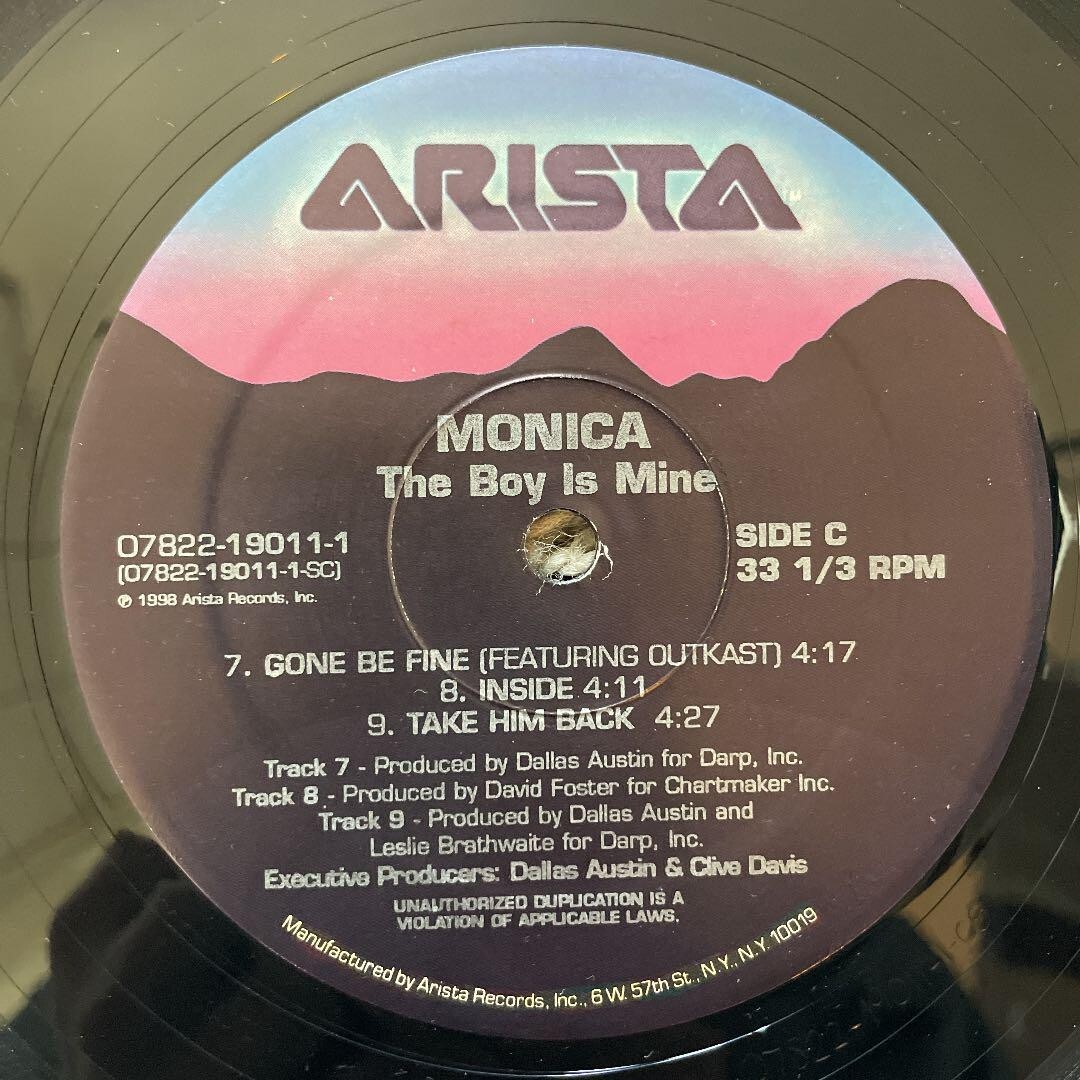 ARISTA
MONICA
The Boy Is Mine
07822-19011-1
(07822-19011-1-SC)
℗ 1998 Arista Records, Inc.
SIDE C
33 1/3 RPM
7. GONE BE FINE (FEATURING OUTKAST) 4:17
8. INSIDE 4:11
9. TAKE HIM BACK 4:27
Track 7 - Produced by Dallas Austin for Darp, Inc.
Track 8 - Produced by David Foster for Chartmaker Inc.
Track 9 - Produced by Dallas Austin and
Leslie Brathwaite for Darp, Inc.
Executive Producers: Dallas Austin & Clive Davis
UNAUTHORIZED DUPLICATION IS A
VIOLATION OF APPLICABLE LAWS.
Manufactured by Arista Records, Inc., 6 W. 57th St., N.Y., N.Y. 10019